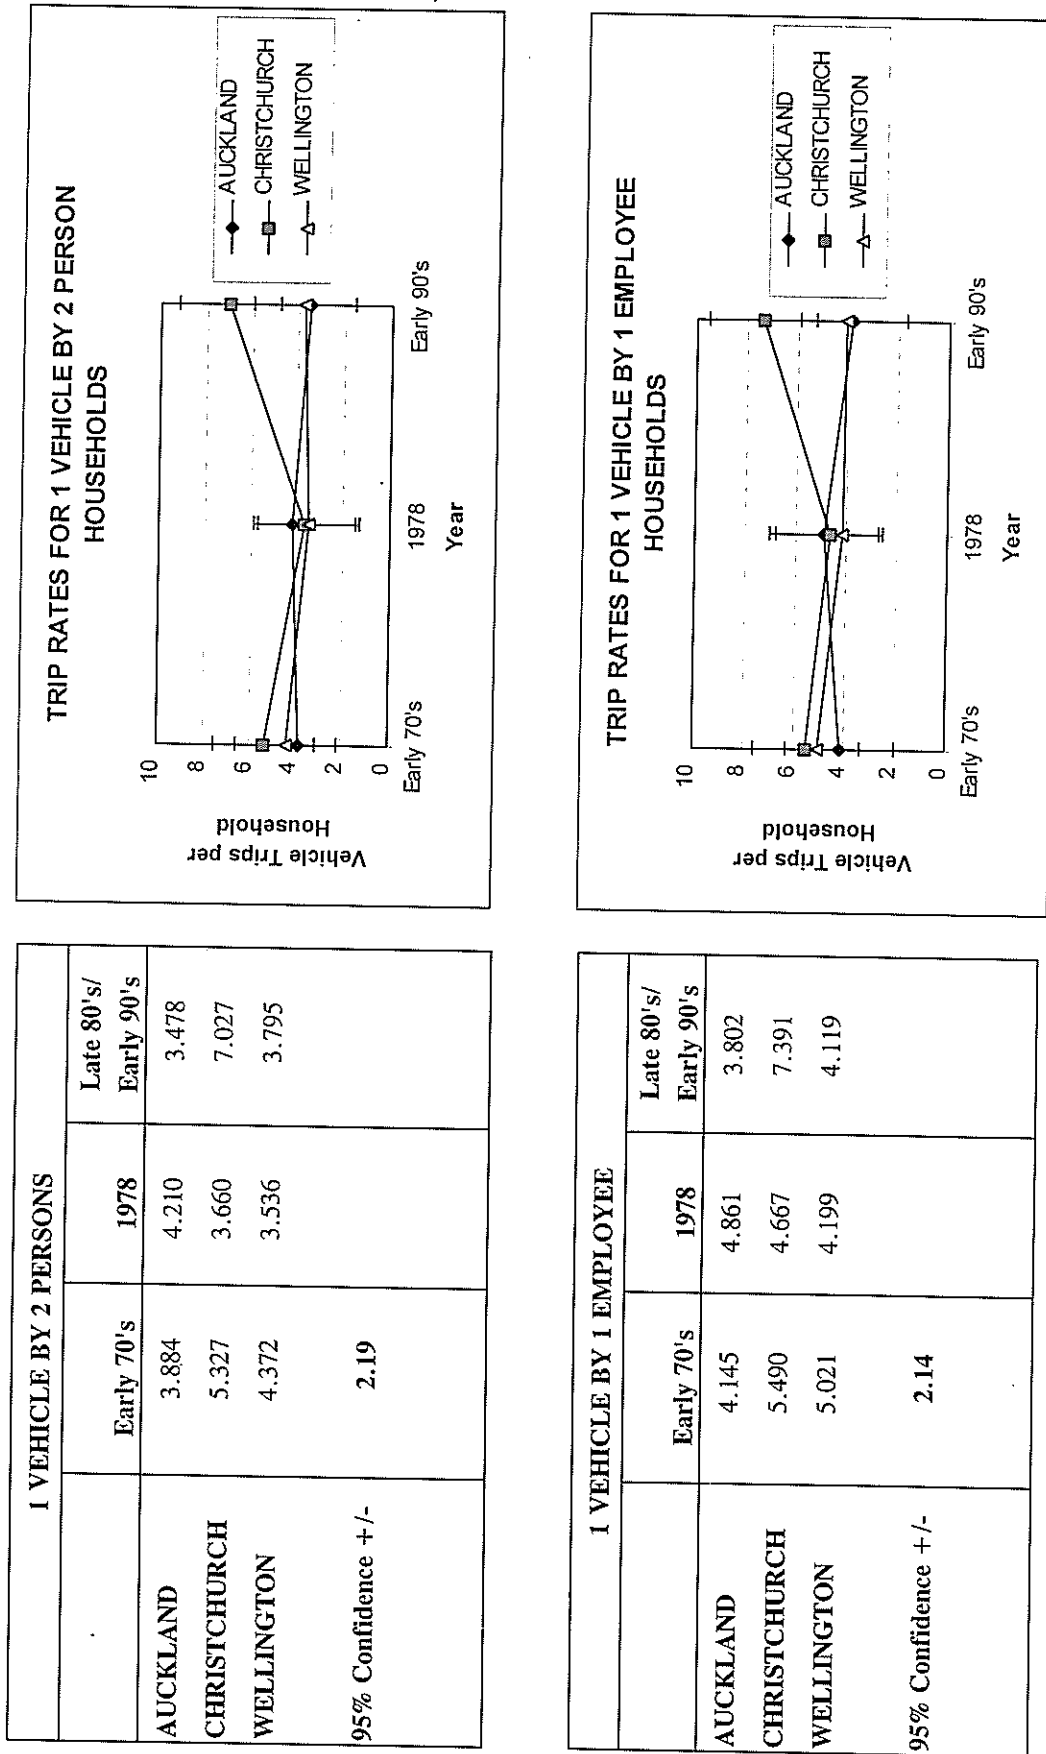 1 VEHICLE BY 2 PERSONS
Early 70's 1978 Late 80's/ Early 90's
AUCKLAND 3.884 4.210 3.478
CHRISTCHURCH 5.327 3.660 7.027
WELLINGTON 4.372 3.536 3.795
95% Confidence +/- 2.19
TRIP RATES FOR 1 VEHICLE BY 2 PERSON
HOUSEHOLDS
Vehicle Trips per
Household
10
8
6
4
2
0
Early 70's 1978 Early 90's
Year
AUCKLAND
CHRISTCHURCH
WELLINGTON
1 VEHICLE BY 1 EMPLOYEE
Early 70's 1978 Late 80's/ Early 90's
AUCKLAND 4.145 4.861 3.802
CHRISTCHURCH 5.490 4.667 7.391
WELLINGTON 5.021 4.199 4.119
95% Confidence +/- 2.14
TRIP RATES FOR 1 VEHICLE BY 1 EMPLOYEE
HOUSEHOLDS
Vehicle Trips per
Household
10
8
6
4
2
0
Early 70's 1978 Early 90's
Year
AUCKLAND
CHRISTCHURCH
WELLINGTON